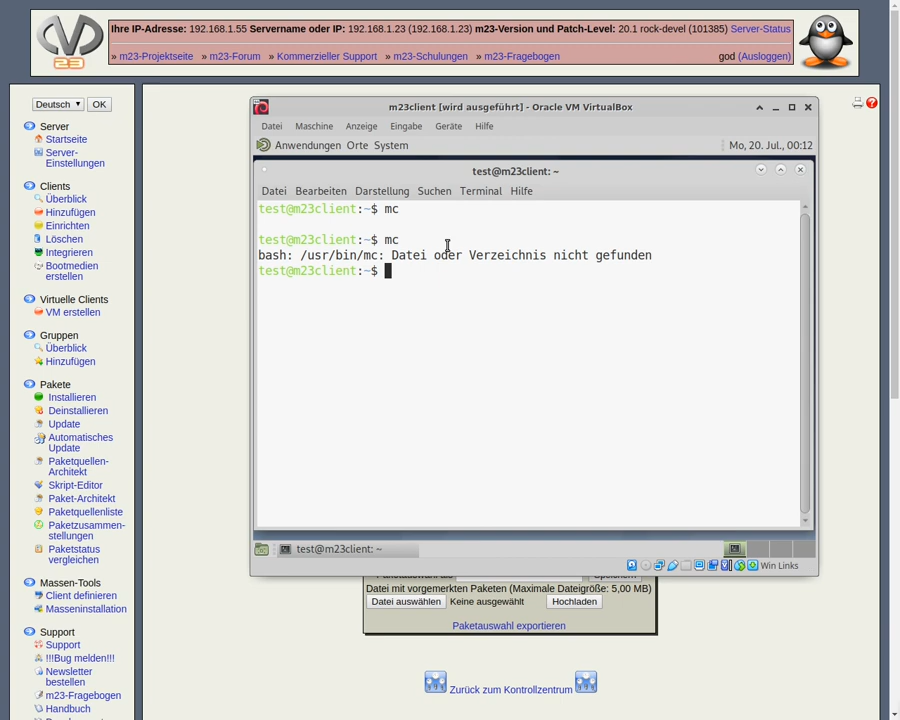 Ihre IP-Adresse: 192.168.1.55 Servername oder IP: 192.168.1.23 (192.168.1.23) m23-Version und Patch-Level: 20.1 rock-devel (101385) Server-Status
» m23-Projektseite » m23-Forum » Kommerzieller Support » m23-Schulungen » m23-Fragebogen god (Ausloggen)
23
Deutsch OK
Server
Startseite
Server-
Einstellungen
Clients
Überblick
Hinzufügen
Einrichten
Löschen
Integrieren
Bootmedien
erstellen
Virtuelle Clients
VM erstellen
Gruppen
Überblick
Hinzufügen
Pakete
Installieren
Deinstallieren
Update
Automatisches
Update
Paketquellen-
Architekt
Skript-Editor
Paket-Architekt
Paketquellenliste
Paketzusammen-
stellungen
Paketstatus
vergleichen
Massen-Tools
Client definieren
Masseninstallation
Support
Support
!!!Bug melden!!!
Newsletter
bestellen
m23-Fragebogen
Handbuch
m23client [wird ausgeführt] - Oracle VM VirtualBox
Datei Maschine Anzeige Eingabe Geräte Hilfe
Anwendungen Orte System Mo, 20. Jul., 00:12
test@m23client: ~
Datei Bearbeiten Darstellung Suchen Terminal Hilfe
test@m23client:~$ mc
test@m23client:~$ mc
bash: /usr/bin/mc: Datei oder Verzeichnis nicht gefunden
test@m23client:~$
test@m23client: ~
Win Links
Datei mit vorgemerkten Paketen (Maximale Dateigröße: 5,00 MB)
Datei auswählen Keine ausgewählt Hochladen
Paketauswahl exportieren
Zurück zum Kontrollzentrum